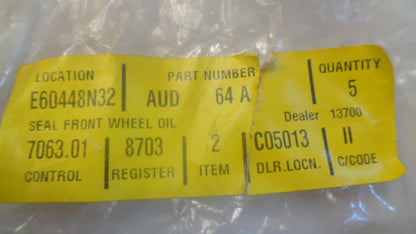 LOCATION PART NUMBER QUANTITY
E60448N32 AUD 64 A 5
SEAL FRONT WHEEL OIL Dealer 13700
7063.01 8703 2 C05013 II
CONTROL REGISTER ITEM DLR.LOCN. C/CODE